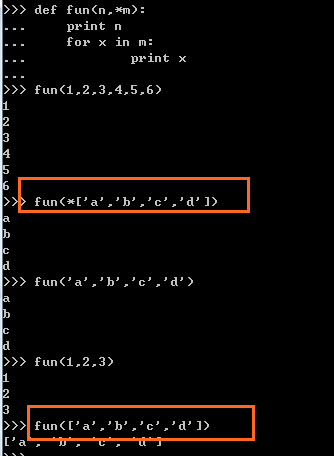 >>> def fun(n,*m):
...     print n
...     for x in m:
...             print x
...
>>> fun(1,2,3,4,5,6)
1
2
3
4
5
6
>>> fun(*['a','b','c','d'])
a
b
c
d
>>> fun('a','b','c','d')
a
b
c
d
>>> fun(1,2,3)
1
2
3
>>> fun(['a','b','c','d'])
['a', 'b', 'c', 'd']
>>>